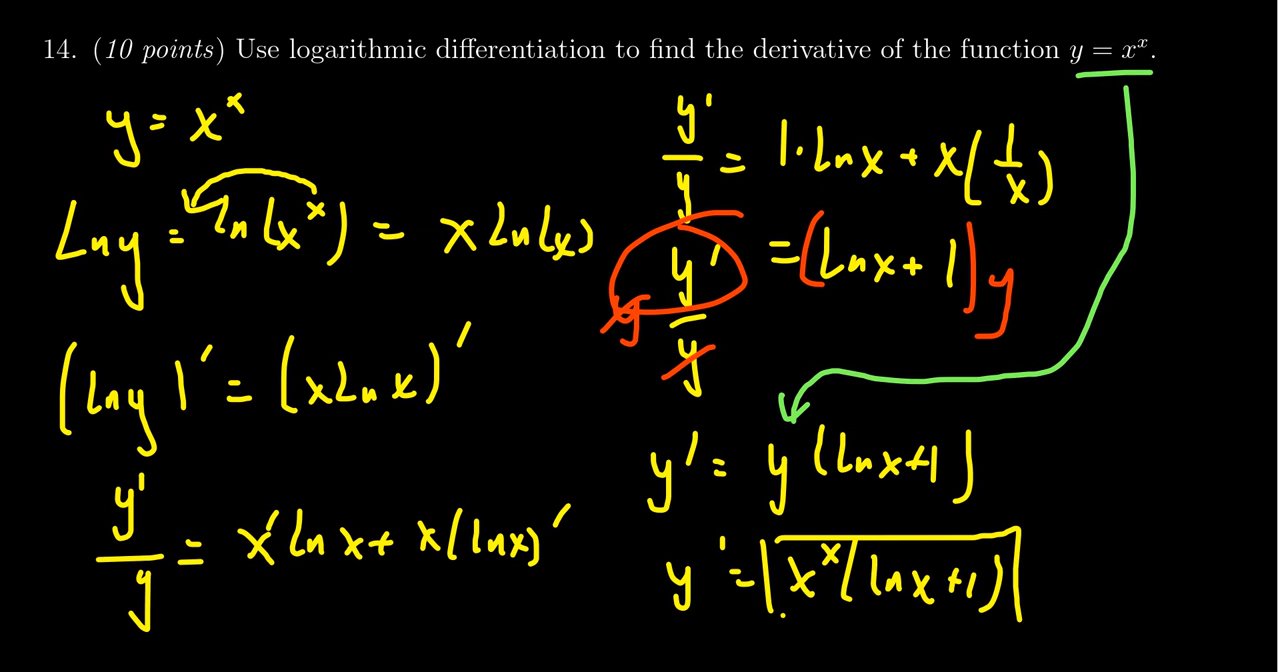 14. (10 points) Use logarithmic differentiation to find the derivative of the function y = x^x.
y = x^x
Ln y = ln(x^x) = x Ln(x)
(ln y)' = (x Ln x)'
y'/y = x' ln x + x(ln x)'
y'/y = 1·Ln x + x(1/x)
y y'/y = (Ln x + 1) y
y' = y (ln x + 1)
y' = x^x (ln x + 1)